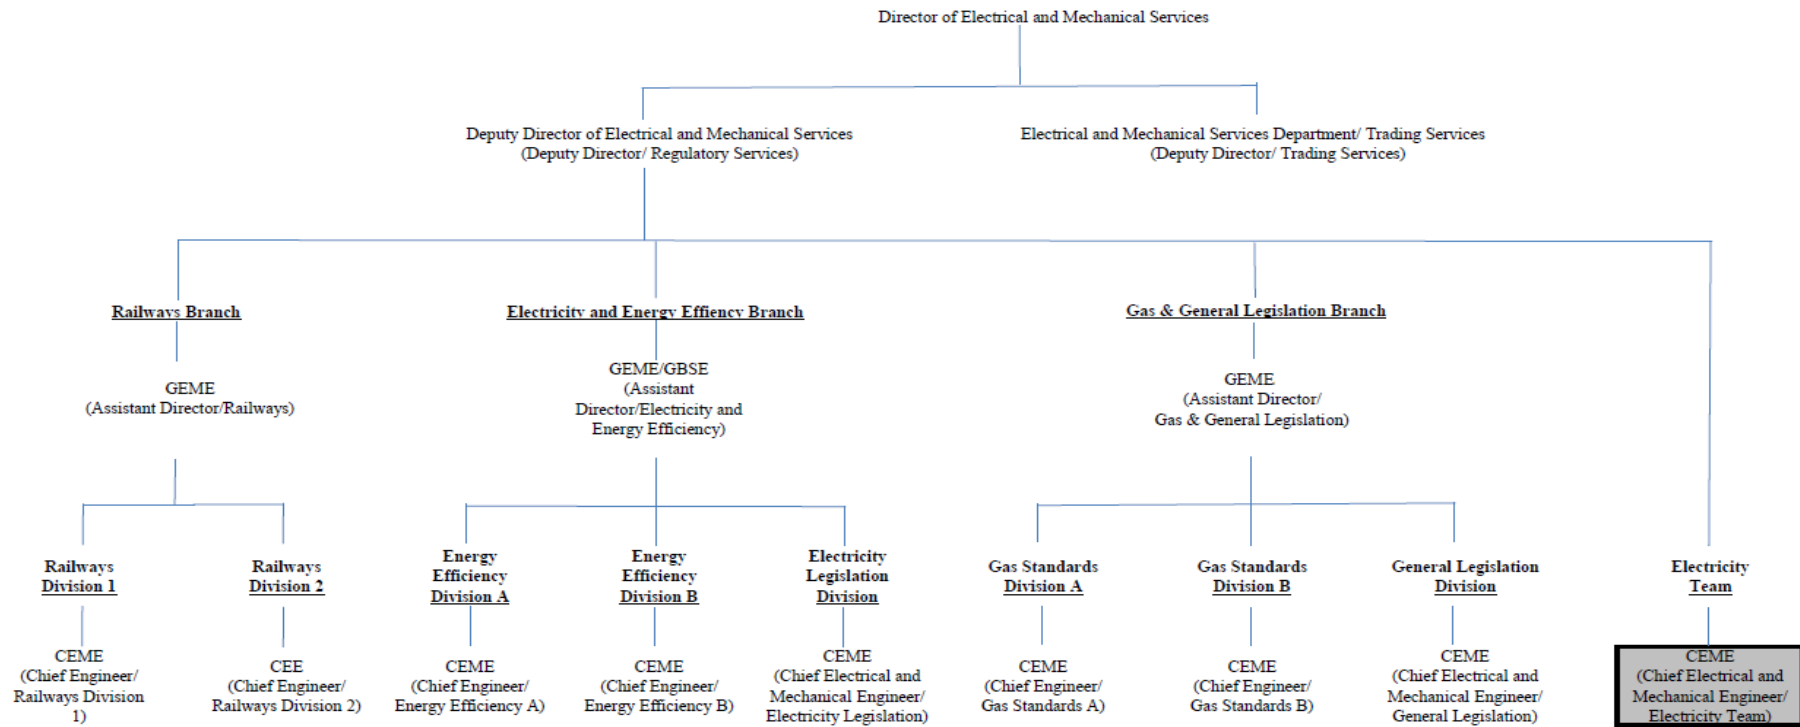 Director of Electrical and Mechanical Services
Deputy Director of Electrical and Mechanical Services
(Deputy Director/ Regulatory Services)
Electrical and Mechanical Services Department/ Trading Services
(Deputy Director/ Trading Services)
Railways Branch
Electricity and Energy Effiency Branch
Gas & General Legislation Branch
GEME
(Assistant Director/Railways)
GEME/GBSE
(Assistant
Director/Electricity and
Energy Efficiency)
GEME
(Assistant Director/
Gas & General Legislation)
Railways
Division 1
Railways
Division 2
Energy
Efficiency
Division A
Energy
Efficiency
Division B
Electricity
Legislation
Division
Gas Standards
Division A
Gas Standards
Division B
General Legislation
Division
Electricity
Team
CEME
(Chief Engineer/
Railways Division
1)
CEE
(Chief Engineer/
Railways Division 2)
CEME
(Chief Engineer/
Energy Efficiency A)
CEME
(Chief Engineer/
Energy Efficiency B)
CEME
(Chief Electrical and
Mechanical Engineer/
Electricity Legislation)
CEME
(Chief Engineer/
Gas Standards A)
CEME
(Chief Engineer/
Gas Standards B)
CEME
(Chief Electrical and
Mechanical Engineer/
General Legislation)
CEME
(Chief Electrical and
Mechanical Engineer/
Electricity Team)